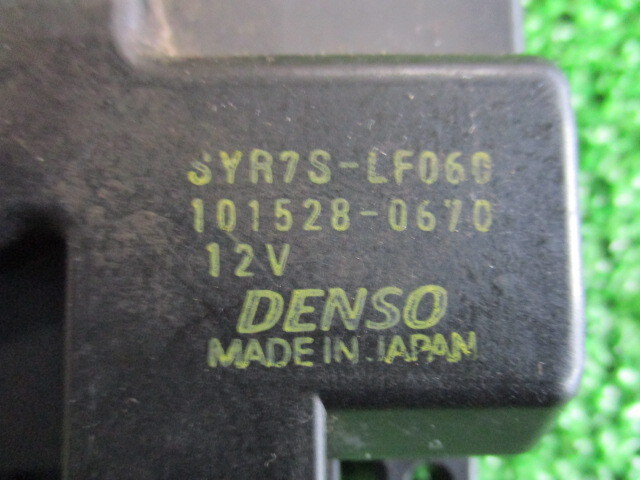 SYR7S-LF060
101528-0670
12V
DENSO
MADE IN JAPAN